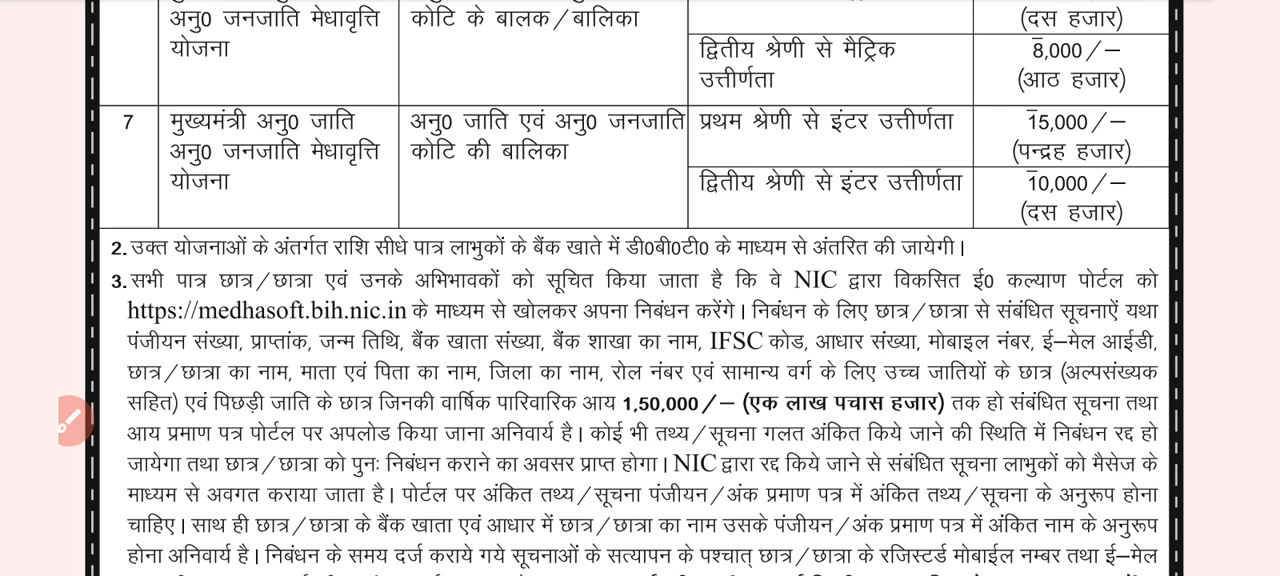 अनु0 जनजाति मेधावृत्ति
योजना
कोटि के बालक/बालिका
(दस हजार)
द्वितीय श्रेणी से मैट्रिक
उत्तीर्णता
8,000/–
(आठ हजार)
7
मुख्यमंत्री अनु0 जाति
अनु0 जनजाति मेधावृत्ति
योजना
अनु0 जाति एवं अनु0 जनजाति
कोटि की बालिका
प्रथम श्रेणी से इंटर उत्तीर्णता
15,000/–
(पन्द्रह हजार)
द्वितीय श्रेणी से इंटर उत्तीर्णता
10,000/–
(दस हजार)
2. उक्त योजनाओं के अंतर्गत राशि सीधे पात्र लाभुकों के बैंक खाते में डी0बी0टी0 के माध्यम से अंतरित की जायेगी।
3. सभी पात्र छात्र/छात्रा एवं उनके अभिभावकों को सूचित किया जाता है कि वे NIC द्वारा विकसित ई0 कल्याण पोर्टल को
https://medhasoft.bih.nic.in के माध्यम से खोलकर अपना निबंधन करेंगे। निबंधन के लिए छात्र/छात्रा से संबंधित सूचनाऐं यथा
पंजीयन संख्या, प्राप्तांक, जन्म तिथि, बैंक खाता संख्या, बैंक शाखा का नाम, IFSC कोड, आधार संख्या, मोबाइल नंबर, ई–मेल आईडी,
छात्र/छात्रा का नाम, माता एवं पिता का नाम, जिला का नाम, रोल नंबर एवं सामान्य वर्ग के लिए उच्च जातियों के छात्र (अल्पसंख्यक
सहित) एवं पिछड़ी जाति के छात्र जिनकी वार्षिक पारिवारिक आय 1,50,000/– (एक लाख पचास हजार) तक हो संबंधित सूचना तथा
आय प्रमाण पत्र पोर्टल पर अपलोड किया जाना अनिवार्य है। कोई भी तथ्य/सूचना गलत अंकित किये जाने की स्थिति में निबंधन रद्द हो
जायेगा तथा छात्र/छात्रा को पुनः निबंधन कराने का अवसर प्राप्त होगा। NIC द्वारा रद्द किये जाने से संबंधित सूचना लाभुकों को मैसेज के
माध्यम से अवगत कराया जाता है। पोर्टल पर अंकित तथ्य/सूचना पंजीयन/अंक प्रमाण पत्र में अंकित तथ्य/सूचना के अनुरूप होना
चाहिए। साथ ही छात्र/छात्रा के बैंक खाता एवं आधार में छात्र/छात्रा का नाम उसके पंजीयन/अंक प्रमाण पत्र में अंकित नाम के अनुरूप
होना अनिवार्य है। निबंधन के समय दर्ज कराये गये सूचनाओं के सत्यापन के पश्चात् छात्र/छात्रा के रजिस्टर्ड मोबाईल नम्बर तथा ई–मेल